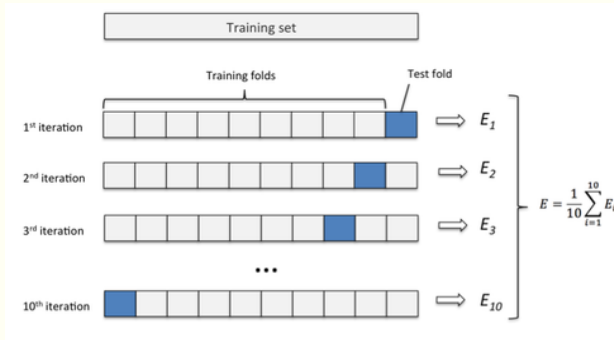 Training set
Training folds
Test fold
1st iteration
E1
2nd iteration
E2
3rd iteration
E3
E = 1/10 ∑ i=1 10 Ei
...
10th iteration
E10